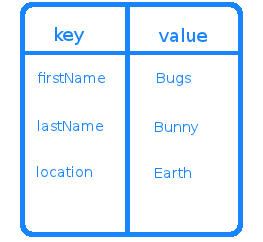 key value
firstName Bugs
lastName Bunny
location Earth